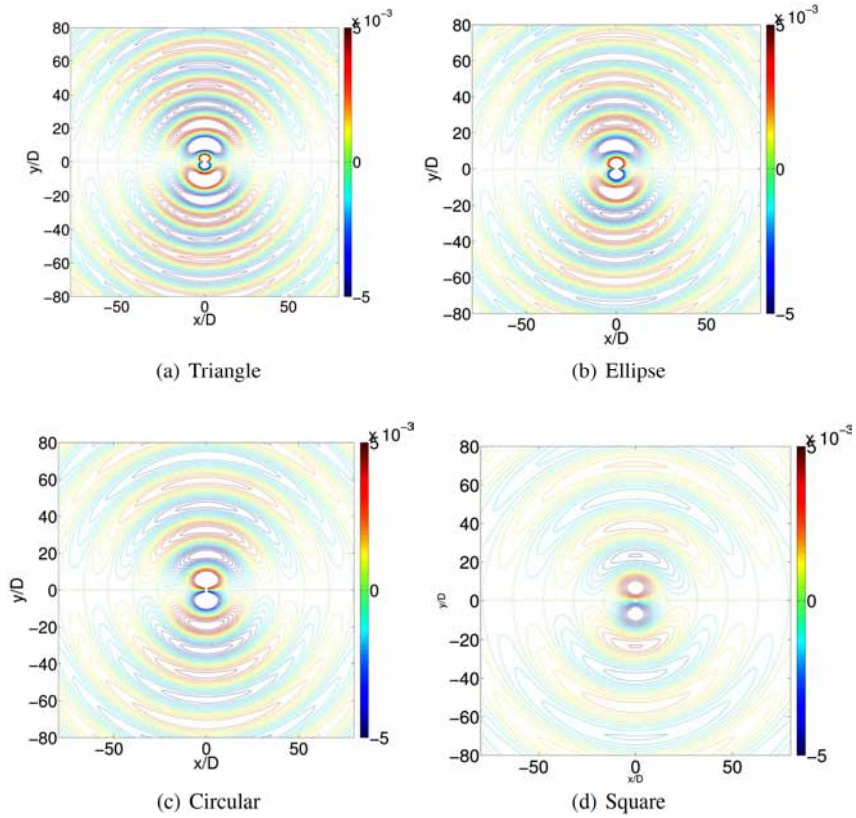 x 10⁻³
80
60
40
20
0
−20
−40
−60
−80
y/D
−50 0 50
x/D
5
0
−5
(a) Triangle
x 10⁻³
80
60
40
20
0
−20
−40
−60
−80
y/D
−50 0 50
x/D
5
0
−5
(b) Ellipse
x 10⁻³
80
60
40
20
0
−20
−40
−60
−80
y/D
−50 0 50
x/D
5
0
−5
(c) Circular
x 10⁻³
80
60
40
20
0
−20
−40
−60
−80
y/D
−50 0 50
x/D
5
0
−5
(d) Square